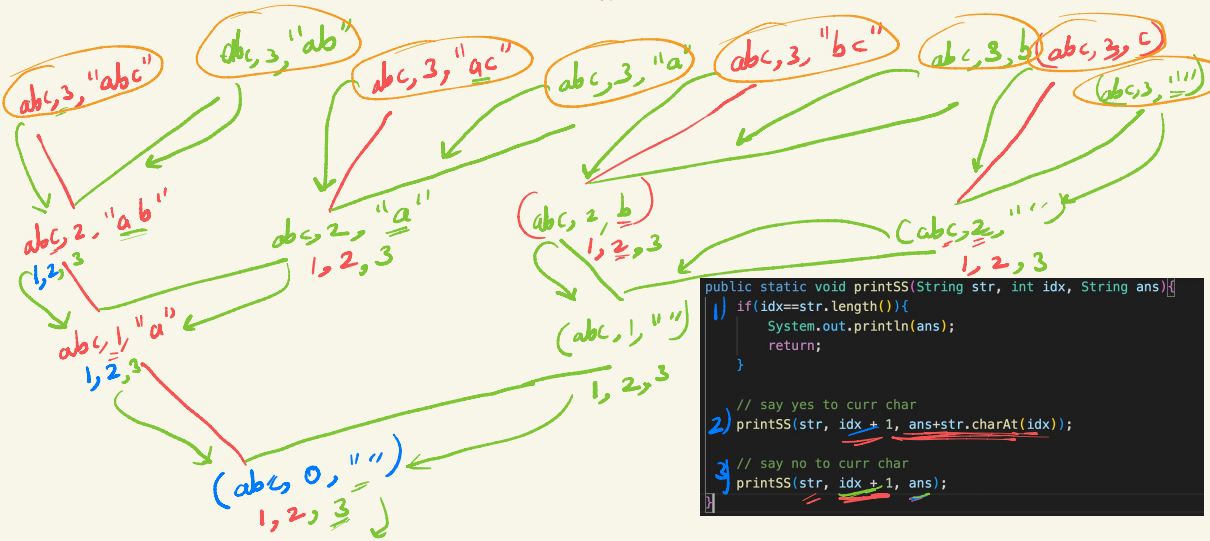 abc, 3, "abc"
abc, 3, "ab"
abc, 3, "ac"
abc, 3, "a"
abc, 3, "bc"
abc, 3, b
abc, 3, c)
(abc, 3, "")
abc, 2, "ab"
1, 2, 3
abc, 2, "a"
1, 2, 3
(abc, 2, b)
1, 2, 3
(abc, 2, "")
1, 2, 3
abc, 1, "a"
1, 2, 3
(abc, 1, "")
1, 2, 3
(abc, 0, "")
1, 2, 3
public static void printSS(String str, int idx, String ans){
1) if(idx==str.length()){
System.out.println(ans);
return;
}
// say yes to curr char
2) printSS(str, idx + 1, ans+str.charAt(idx));
// say no to curr char
3) printSS(str, idx + 1, ans);
}